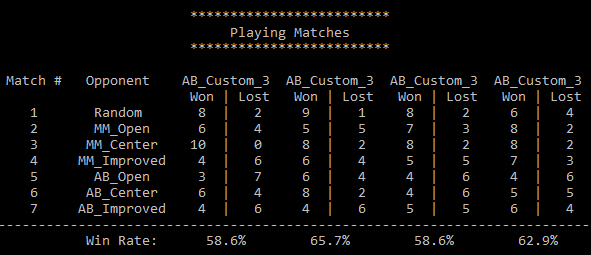 *************************
Playing Matches
*************************
Match # Opponent AB_Custom_3 AB_Custom_3 AB_Custom_3 AB_Custom_3
Won | Lost Won | Lost Won | Lost Won | Lost
1 Random 8 | 2 9 | 1 8 | 2 6 | 4
2 MM_Open 6 | 4 5 | 5 7 | 3 8 | 2
3 MM_Center 10 | 0 8 | 2 8 | 2 8 | 2
4 MM_Improved 4 | 6 6 | 4 5 | 5 7 | 3
5 AB_Open 3 | 7 6 | 4 4 | 6 4 | 6
6 AB_Center 6 | 4 8 | 2 4 | 6 5 | 5
7 AB_Improved 4 | 6 4 | 6 5 | 5 6 | 4
--------------------------------------------------------------------------
Win Rate: 58.6% 65.7% 58.6% 62.9%